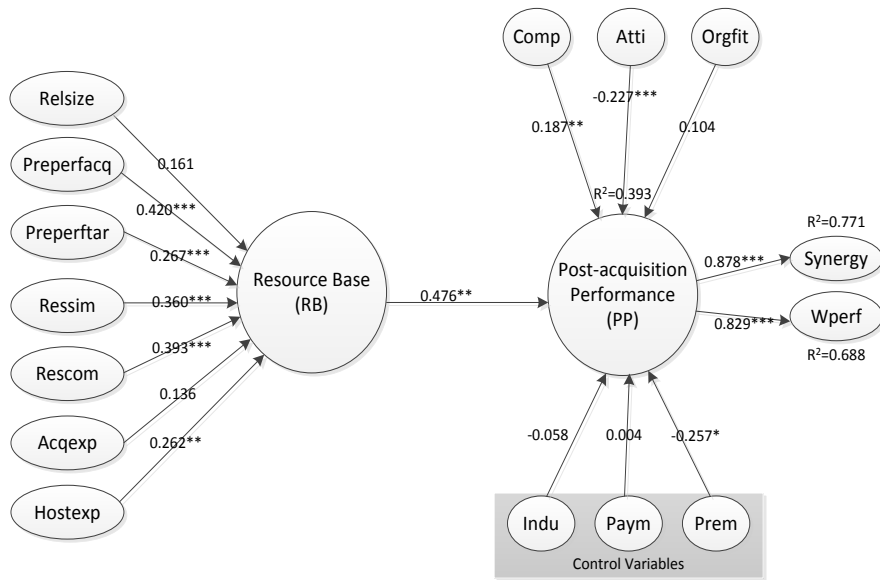 Comp
Atti
Orgfit
Relsize
Preperfacq
Preperftar
Ressim
Rescom
Acqexp
Hostexp
0.161
0.420***
0.267***
0.360***
0.393***
0.136
0.262**
Resource Base
(RB)
0.476**
0.187**
-0.227***
0.104
R²=0.393
Post-acquisition
Performance
(PP)
0.878***
0.829***
R²=0.771
Synergy
Wperf
R²=0.688
-0.058
0.004
-0.257*
Indu
Paym
Prem
Control Variables